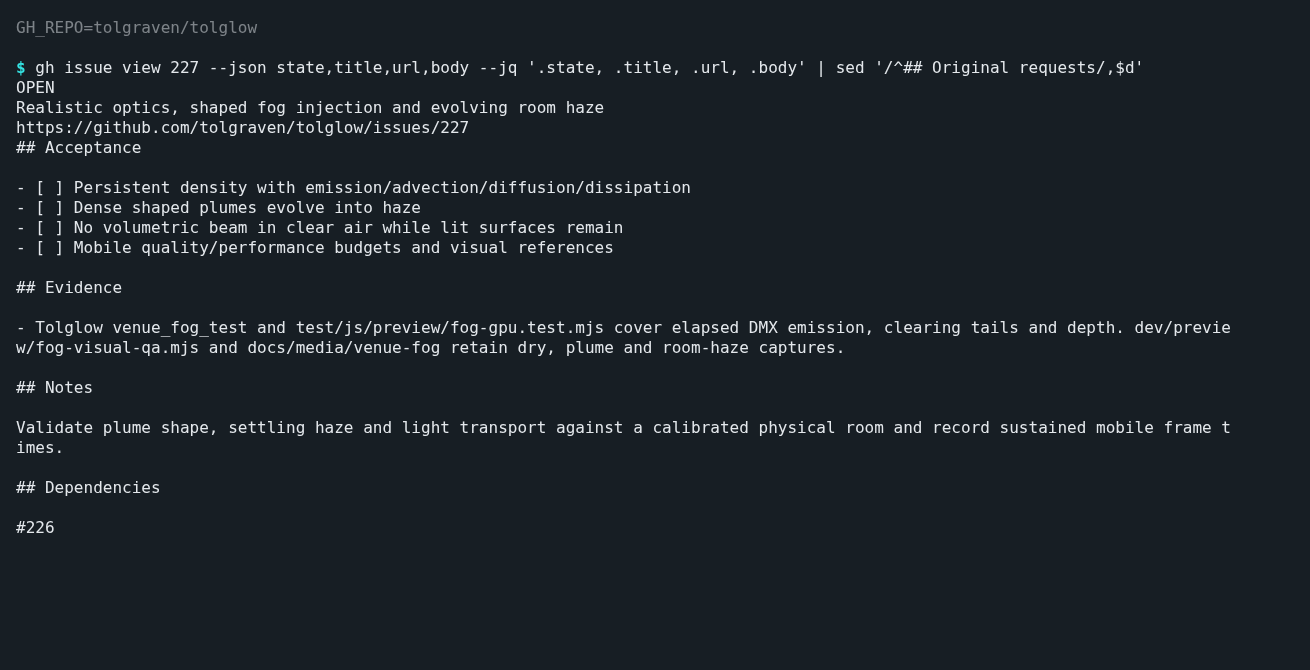 GH_REPO=tolgraven/tolglow
$ gh issue view 227 --json state,title,url,body --jq '.state, .title, .url, .body' | sed '/^## Original requests/,$d'
OPEN
Realistic optics, shaped fog injection and evolving room haze
https://github.com/tolgraven/tolglow/issues/227
## Acceptance
- [ ] Persistent density with emission/advection/diffusion/dissipation
- [ ] Dense shaped plumes evolve into haze
- [ ] No volumetric beam in clear air while lit surfaces remain
- [ ] Mobile quality/performance budgets and visual references
## Evidence
- Tolglow venue_fog_test and test/js/preview/fog-gpu.test.mjs cover elapsed DMX emission, clearing tails and depth. dev/previe
w/fog-visual-qa.mjs and docs/media/venue-fog retain dry, plume and room-haze captures.
## Notes
Validate plume shape, settling haze and light transport against a calibrated physical room and record sustained mobile frame t
imes.
## Dependencies
#226